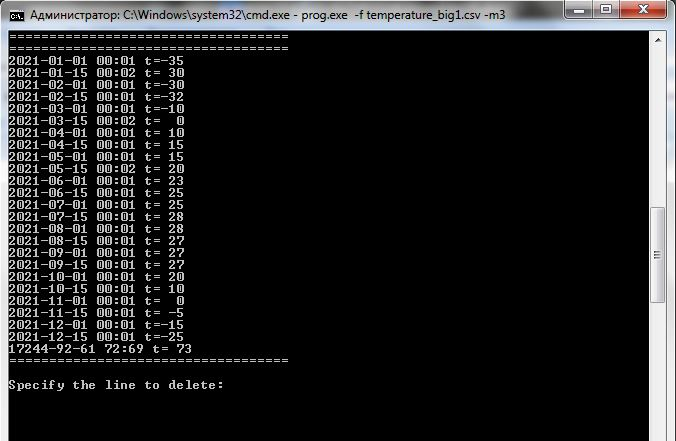 Администратор: C:\Windows\system32\cmd.exe - prog.exe  -f temperature_big1.csv -m3
===================================
===================================
2021-01-01 00:01 t=-35
2021-01-15 00:02 t= 30
2021-02-01 00:01 t=-30
2021-02-15 00:01 t=-32
2021-03-01 00:01 t=-10
2021-03-15 00:02 t=  0
2021-04-01 00:01 t= 10
2021-04-15 00:01 t= 15
2021-05-01 00:01 t= 15
2021-05-15 00:02 t= 20
2021-06-01 00:01 t= 23
2021-06-15 00:01 t= 25
2021-07-01 00:01 t= 25
2021-07-15 00:01 t= 28
2021-08-01 00:01 t= 28
2021-08-15 00:01 t= 27
2021-09-01 00:01 t= 27
2021-09-15 00:01 t= 27
2021-10-01 00:01 t= 20
2021-10-15 00:01 t= 10
2021-11-01 00:01 t=  0
2021-11-15 00:01 t= -5
2021-12-01 00:01 t=-15
2021-12-15 00:01 t=-25
17244-92-61 72:69 t= 73
===================================
Specify the line to delete: